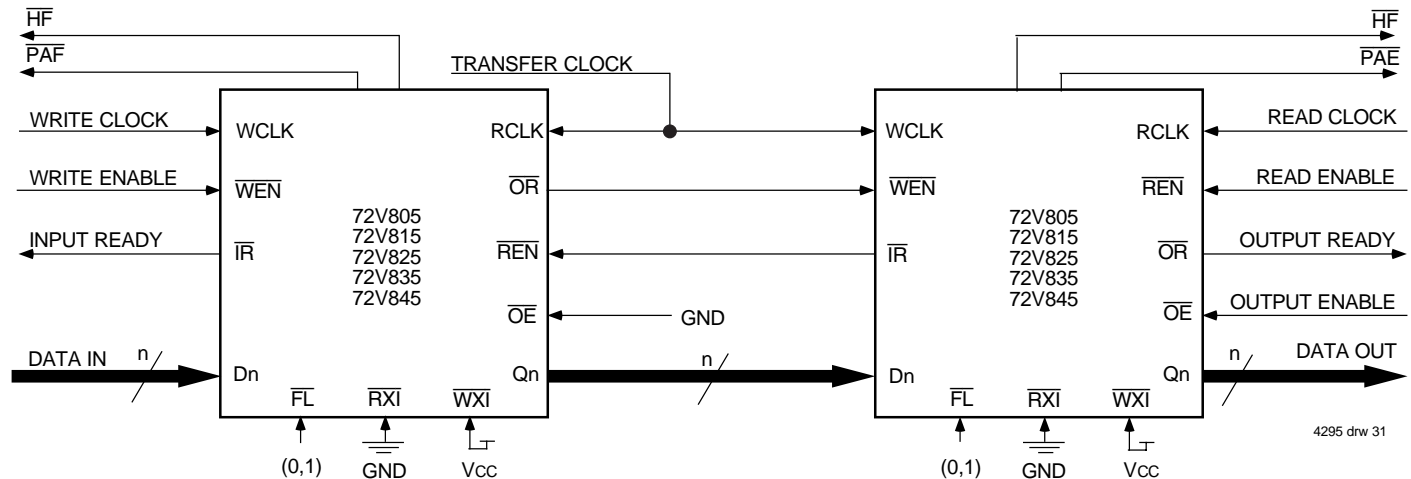 HF
PAF
TRANSFER CLOCK
HF
PAE
WRITE CLOCK
WCLK
RCLK
WCLK
RCLK
READ CLOCK
WRITE ENABLE
WEN
OR
WEN
REN
READ ENABLE
72V805
72V815
72V825
72V835
72V845
72V805
72V815
72V825
72V835
72V845
INPUT READY
IR
REN
IR
OR
OUTPUT READY
OE
GND
OE
OUTPUT ENABLE
DATA IN
n
Dn
Qn
n
Dn
Qn
n
DATA OUT
FL
RXI
WXI
FL
RXI
WXI
(0,1)
GND
VCC
(0,1)
GND
VCC
4295 drw 31